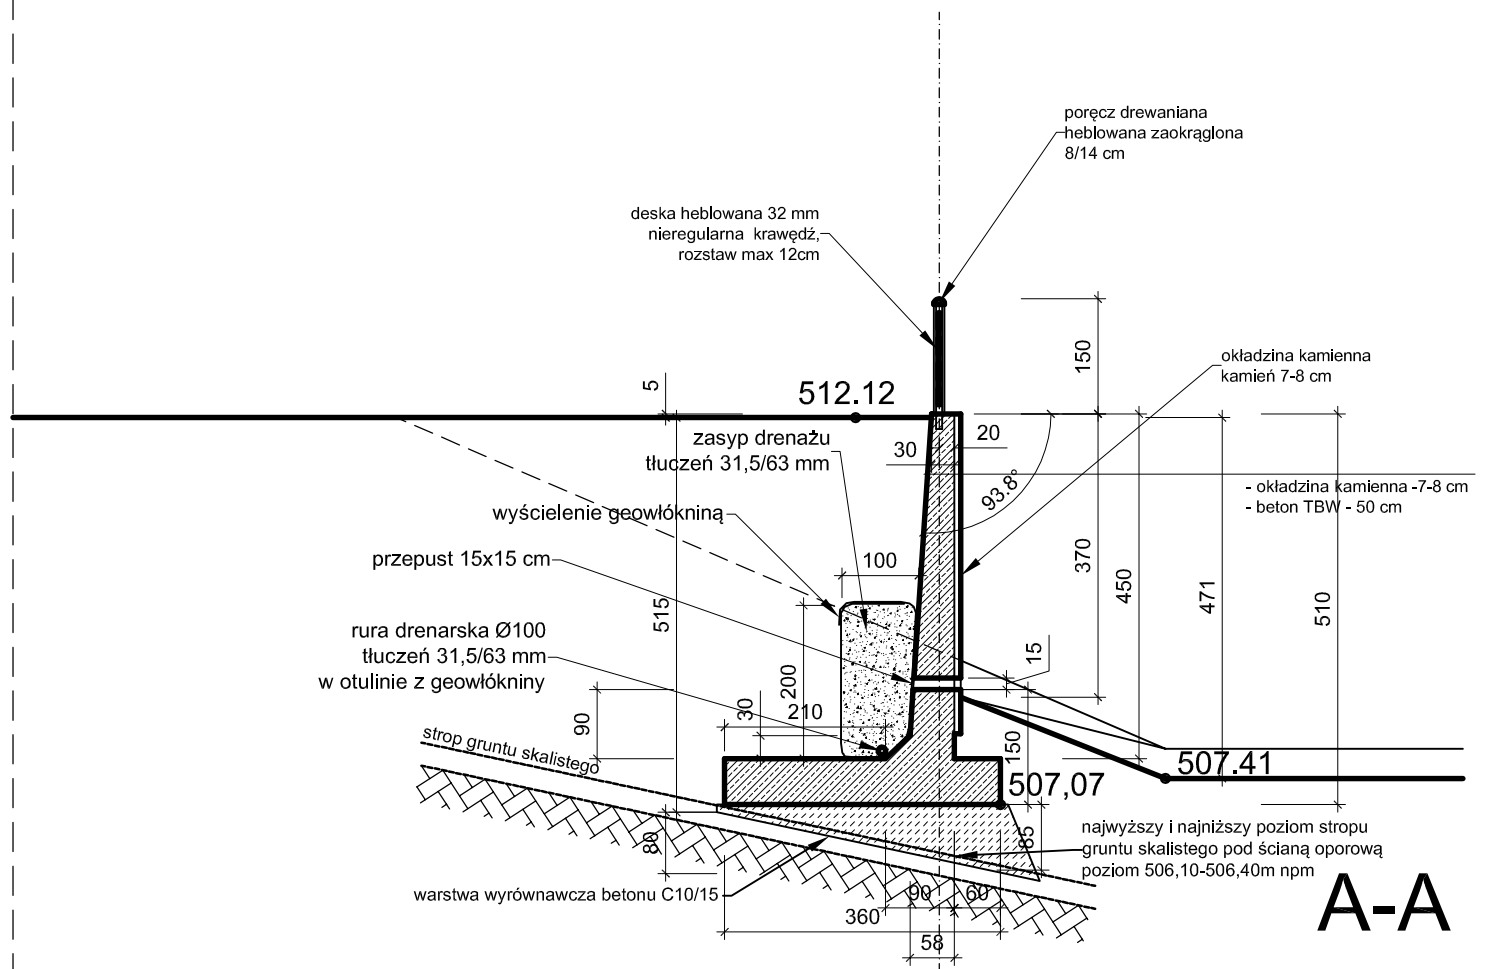 poręcz drewaniana
heblowana zaokrąglona
8/14 cm
deska heblowana 32 mm
nieregularna krawędź,
rozstaw max 12cm
150
okładzina kamienna
kamień 7-8 cm
5
512.12
zasyp drenażu
tłuczeń 31,5/63 mm
30
20
93.8°
- okładzina kamienna -7-8 cm
- beton TBW - 50 cm
wyścielenie geowłókniną
przepust 15x15 cm
100
370
450
471
510
515
rura drenarska Ø100
tłuczeń 31,5/63 mm
w otulinie z geowłókniny
200
15
90
30
210
strop gruntu skalistego
150
507.41
507,07
80
85
najwyższy i najniższy poziom stropu
gruntu skalistego pod ścianą oporową
poziom 506,10-506,40m npm
warstwa wyrównawcza betonu C10/15
90
60
360
58
A-A